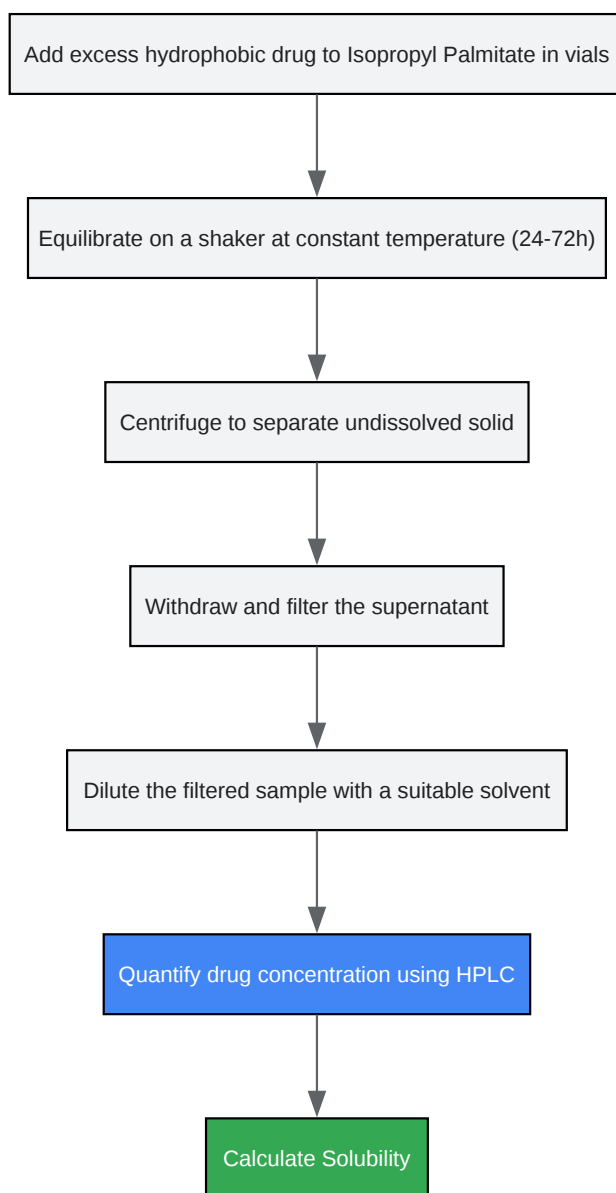 Add excess hydrophobic drug to Isopropyl Palmitate in vials
Equilibrate on a shaker at constant temperature (24-72h)
Centrifuge to separate undissolved solid
Withdraw and filter the supernatant
Dilute the filtered sample with a suitable solvent
Quantify drug concentration using HPLC
Calculate Solubility